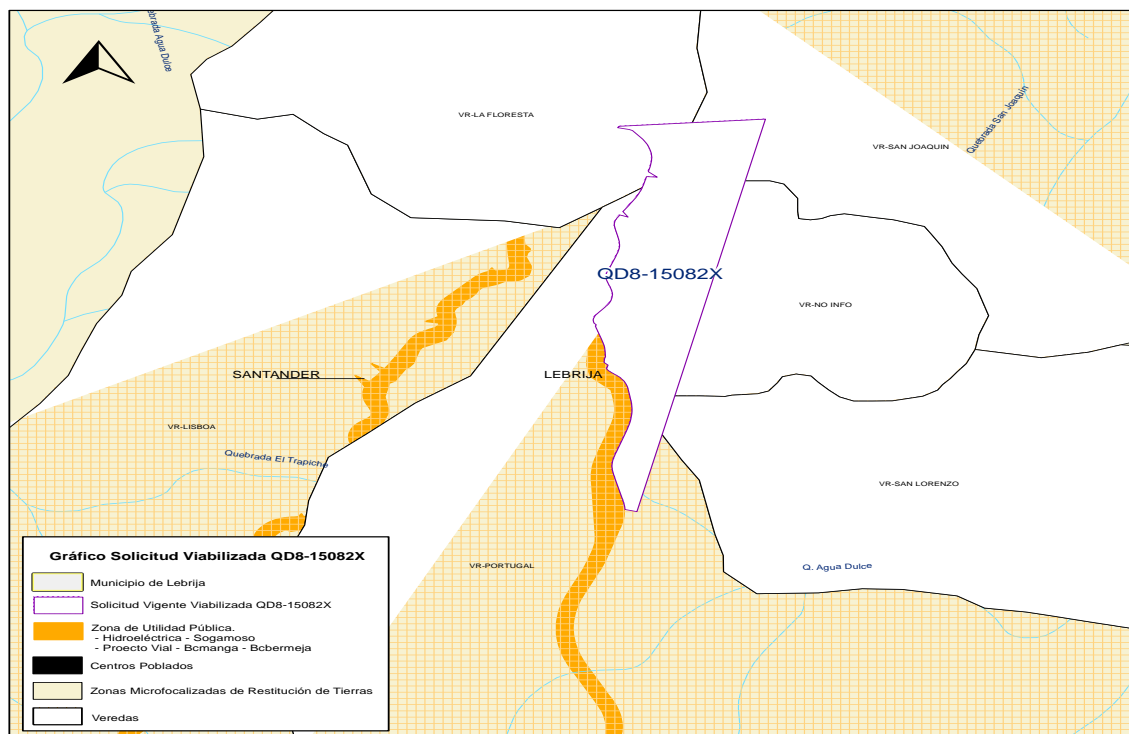 Quebrada Agua Dulce
VR-LA FLORESTA
Quebrada San Joaquin
VR-SAN JOAQUIN
QD8-15082X
VR-NO INFO
SANTANDER
LEBRIJA
VR-LISBOA
Quebrada El Trapiche
VR-SAN LORENZO
VR-PORTUGAL
Q. Agua Dulce
Gráfico Solicitud Viabilizada QD8-15082X
Municipio de Lebrija
Solicitud Vigente Viabilizada QD8-15082X
Zona de Utilidad Pública.
- Hidroeléctrica - Sogamoso
- Proecto Vial - Bcmanga - Bcbermeja
Centros Poblados
Zonas Microfocalizadas de Restitución de Tierras
Veredas